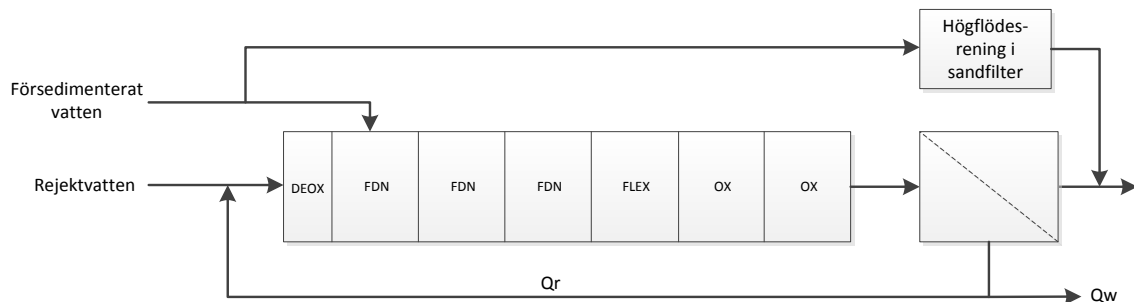 Högflödes-
rening i
sandfilter
Försedimenterat
vatten
Rejektvatten
DEOX
FDN
FDN
FDN
FLEX
OX
OX
Qr
Qw